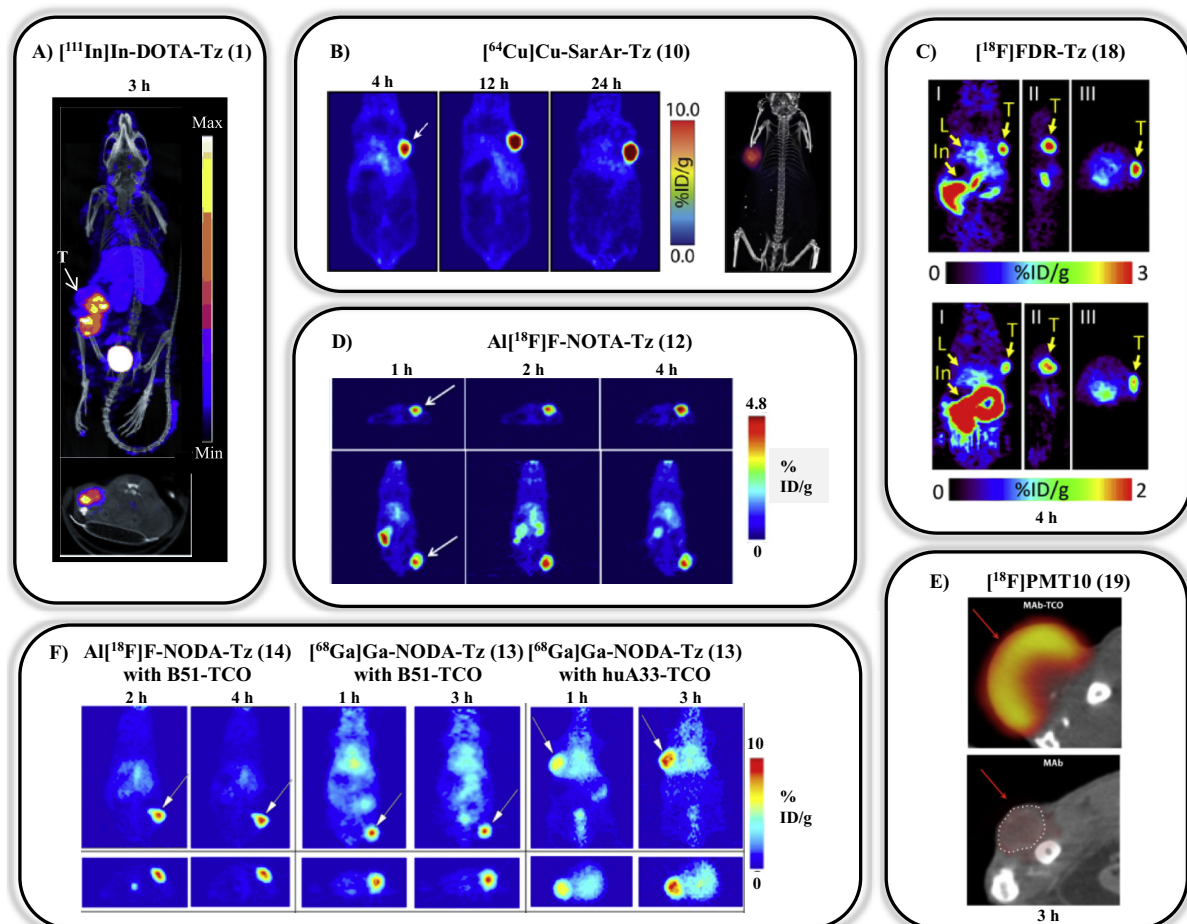 A) [¹¹¹In]In-DOTA-Tz (1)
3 h
Max
T
Min
B) [⁶⁴Cu]Cu-SarAr-Tz (10)
4 h 12 h 24 h
10.0
%ID/g
0.0
C) [¹⁸F]FDR-Tz (18)
I II III
T T
L T
In
0 %ID/g 3
I II III
T T
L T
In
0 %ID/g 2
4 h
D) Al[¹⁸F]F-NOTA-Tz (12)
1 h 2 h 4 h
4.8
%
ID/g
0
E) [¹⁸F]PMT10 (19)
MAb-TCO
MAb
3 h
F) Al[¹⁸F]F-NODA-Tz (14) [⁶⁸Ga]Ga-NODA-Tz (13) [⁶⁸Ga]Ga-NODA-Tz (13)
with B51-TCO with B51-TCO with huA33-TCO
2 h 4 h 1 h 3 h 1 h 3 h
10
%
ID/g
0